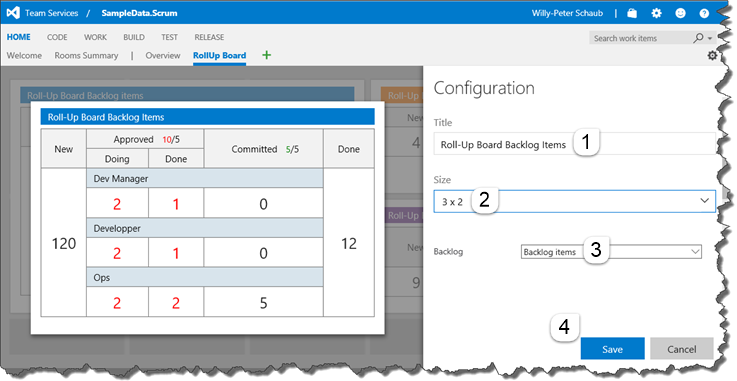 Team Services / SampleData.Scrum Willy-Peter Schaub
HOME CODE WORK BUILD TEST RELEASE Search work items
Welcome Rooms Summary | Overview RollUp Board +
Roll-Up Board Backlog items
Configuration
Roll-Up Board Backlog Items
New Approved 10/5 Committed 5/5 Done
Doing Done
Dev Manager
2 1 0
Developper
2 1 0
Ops
2 2 5
120
12
New
4
Roll-Up
New
9
Title
Roll-Up Board Backlog Items 1
Size
3 x 2 2
Backlog Backlog items 3
4
Save Cancel